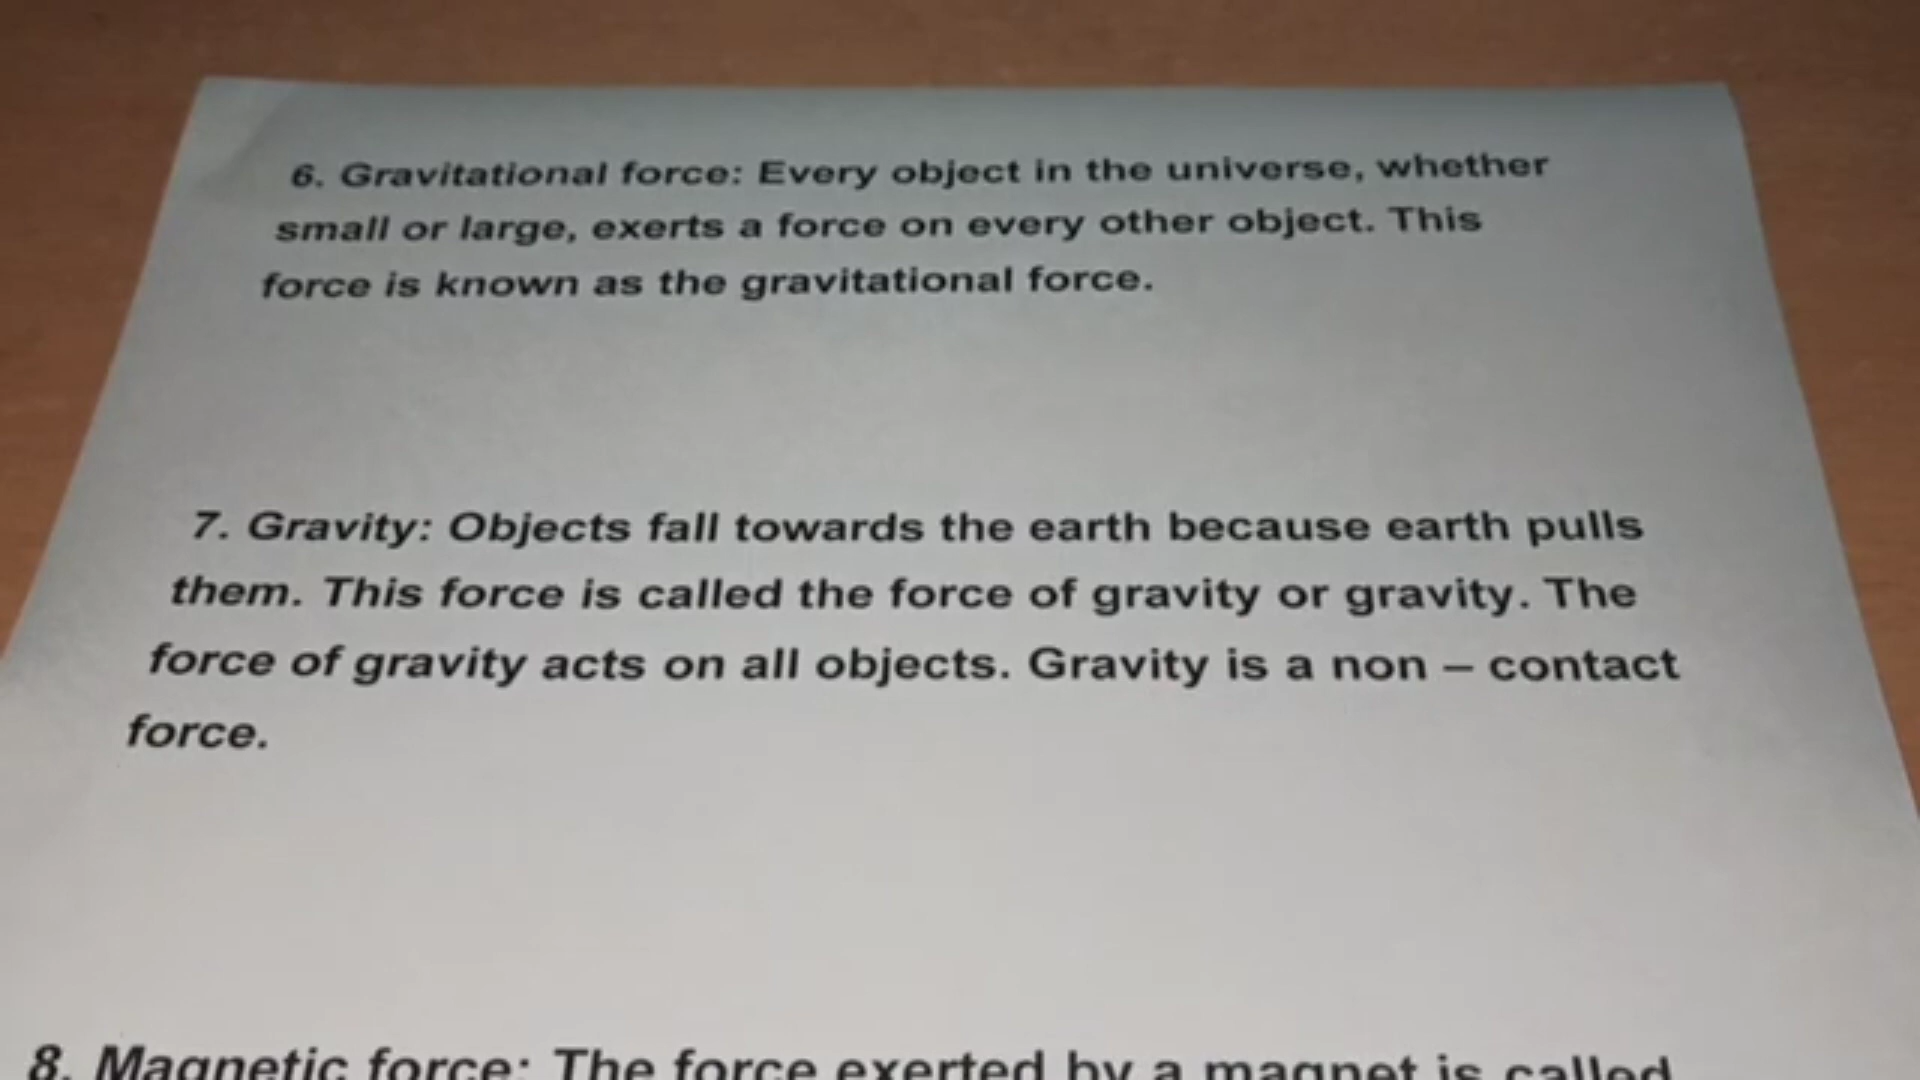 6. Gravitational force: Every object in the universe, whether
small or large, exerts a force on every other object. This
force is known as the gravitational force.
7. Gravity: Objects fall towards the earth because earth pulls
them. This force is called the force of gravity or gravity. The
force of gravity acts on all objects. Gravity is a non – contact
force.
8. Magnetic force: The force exerted by a magnet is called